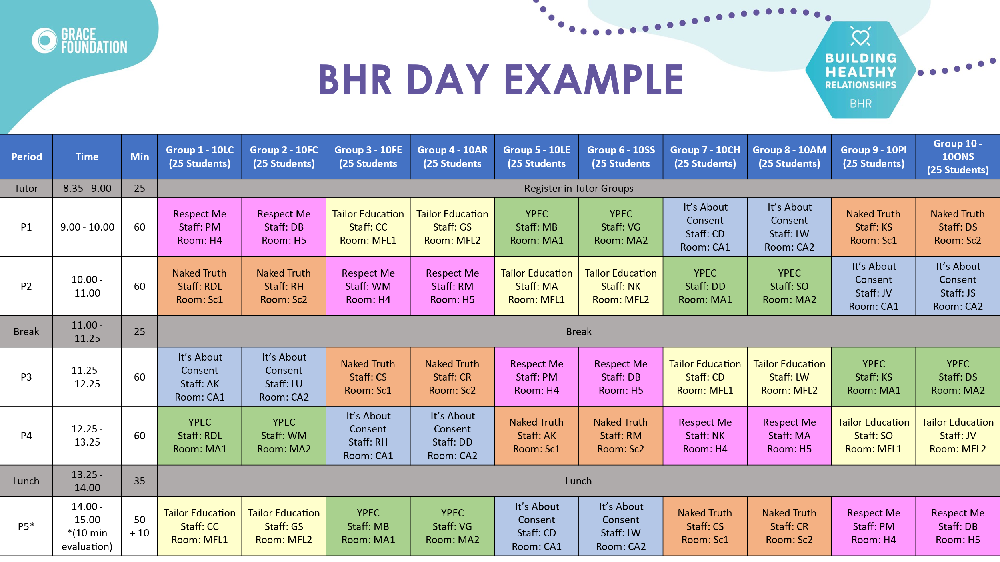 GRACE
FOUNDATION
BHR DAY EXAMPLE
BUILDING
HEALTHY
RELATIONSHIPS
BHR
Period
Time
Min
Group 1 - 10LC
(25 Students)
Group 2 - 10FC
(25 Students)
Group 3 - 10FE
(25 Students
Group 4 - 10AR
(25 Students
Group 5 - 10LE
(25 Students
Group 6 - 10SS
(25 Students
Group 7 - 10CH
(25 Students)
Group 8 - 10AM
(25 Students)
Group 9 - 10PI
(25 Students)
Group 10 -
10ONS
(25 Students)
Tutor
8.35 - 9.00
25
Register in Tutor Groups
P1
9.00 - 10.00
60
Respect Me
Staff: PM
Room: H4
Respect Me
Staff: DB
Room: H5
Tailor Education
Staff: CC
Room: MFL1
Tailor Education
Staff: GS
Room: MFL2
YPEC
Staff: MB
Room: MA1
YPEC
Staff: VG
Room: MA2
It's About
Consent
Staff: CD
Room: CA1
It's About
Consent
Staff: LW
Room: CA2
Naked Truth
Staff: KS
Room: Sc1
Naked Truth
Staff: DS
Room: Sc2
P2
10.00 -
11.00
60
Naked Truth
Staff: RDL
Room: Sc1
Naked Truth
Staff: RH
Room: Sc2
Respect Me
Staff: WM
Room: H4
Respect Me
Staff: RM
Room: H5
Tailor Education
Staff: MA
Room: MFL1
Tailor Education
Staff: NK
Room: MFL2
YPEC
Staff: DD
Room: MA1
YPEC
Staff: SO
Room: MA2
It's About
Consent
Staff: JV
Room: CA1
It's About
Consent
Staff: JS
Room: CA2
Break
11.00 -
11.25
25
Break
P3
11.25 -
12.25
60
It's About
Consent
Staff: AK
Room: CA1
It's About
Consent
Staff: LU
Room: CA2
Naked Truth
Staff: CS
Room: Sc1
Naked Truth
Staff: CR
Room: Sc2
Respect Me
Staff: PM
Room: H4
Respect Me
Staff: DB
Room: H5
Tailor Education
Staff: CD
Room: MFL1
Tailor Education
Staff: LW
Room: MFL2
YPEC
Staff: KS
Room: MA1
YPEC
Staff: DS
Room: MA2
P4
12.25 -
13.25
60
YPEC
Staff: RDL
Room: MA1
YPEC
Staff: WM
Room: MA2
It's About
Consent
Staff: RH
Room: CA1
It's About
Consent
Staff: DD
Room: CA2
Naked Truth
Staff: AK
Room: Sc1
Naked Truth
Staff: RM
Room: Sc2
Respect Me
Staff: NK
Room: H4
Respect Me
Staff: MA
Room: H5
Tailor Education
Staff: SO
Room: MFL1
Tailor Education
Staff: JV
Room: MFL2
Lunch
13.25 -
14.00
35
Lunch
P5*
14.00 -
15.00
*(10 min
evaluation)
50
+ 10
Tailor Education
Staff: CC
Room: MFL1
Tailor Education
Staff: GS
Room: MFL2
YPEC
Staff: MB
Room: MA1
YPEC
Staff: VG
Room: MA2
It's About
Consent
Staff: CD
Room: CA1
It's About
Consent
Staff: LW
Room: CA2
Naked Truth
Staff: CS
Room: Sc1
Naked Truth
Staff: CR
Room: Sc2
Respect Me
Staff: PM
Room: H4
Respect Me
Staff: DB
Room: H5